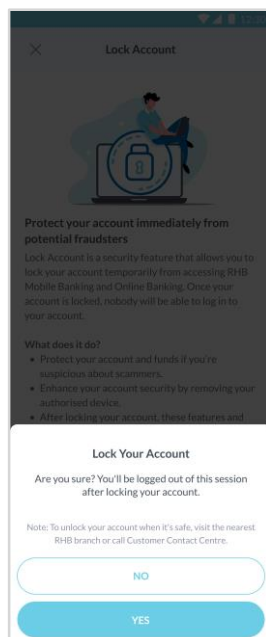 12:30
Lock Account
Protect your account immediately from
potential fraudsters
Lock Account is a security feature that allows you to
lock your account temporarily from accessing RHB
Mobile Banking and Online Banking. Once your
account is locked, nobody will be able to log in to
your account.
What does it do?
• Protect your account and funds if you're
suspicious about scammers.
• Enhance your account security by removing your
authorised device.
• After locking your account, these features and
Lock Your Account
Are you sure? You'll be logged out of this session
after locking your account.
Note: To unlock your account when it's safe, visit the nearest
RHB branch or call Customer Contact Centre.
NO
YES